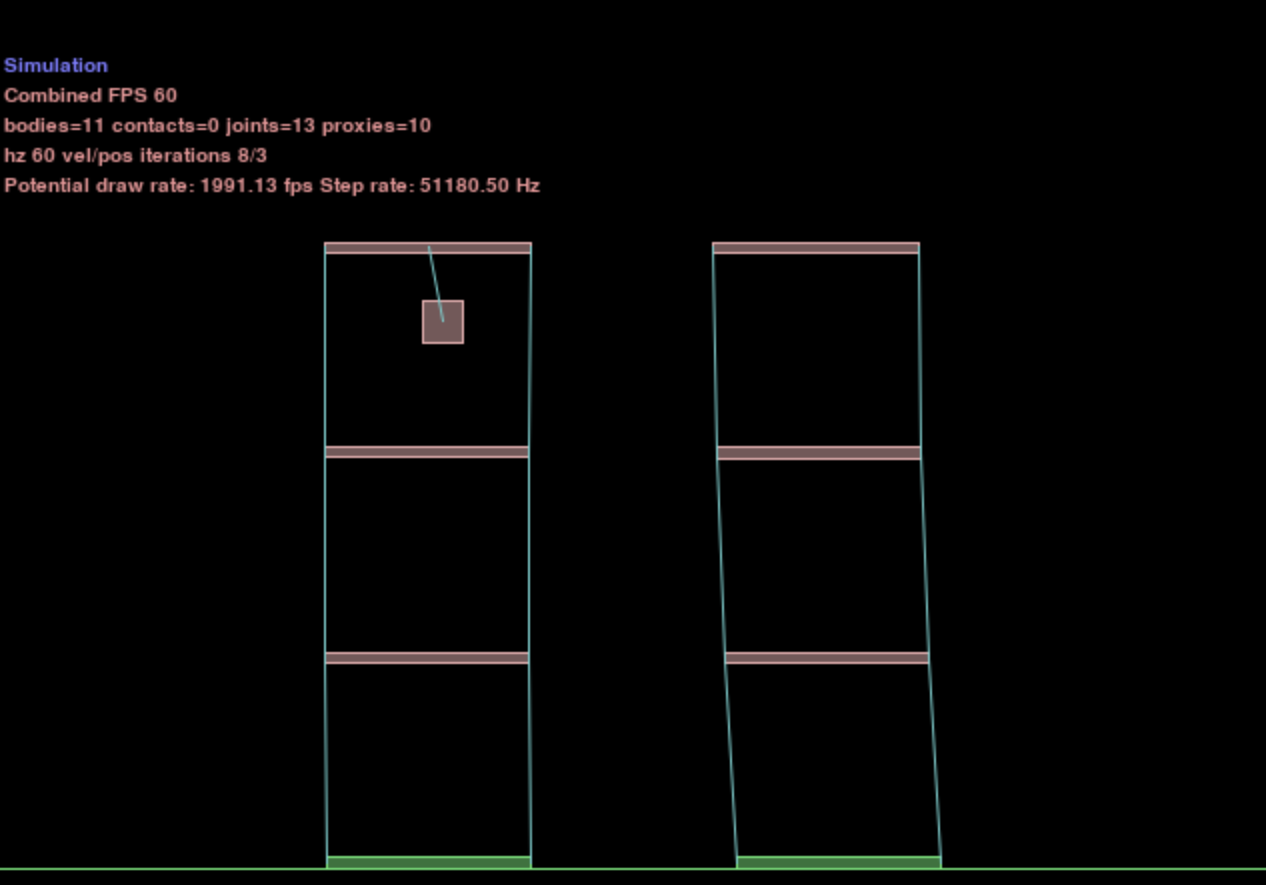 Simulation
Combined FPS 60
bodies=11 contacts=0 joints=13 proxies=10
hz 60 vel/pos iterations 8/3
Potential draw rate: 1991.13 fps Step rate: 51180.50 Hz